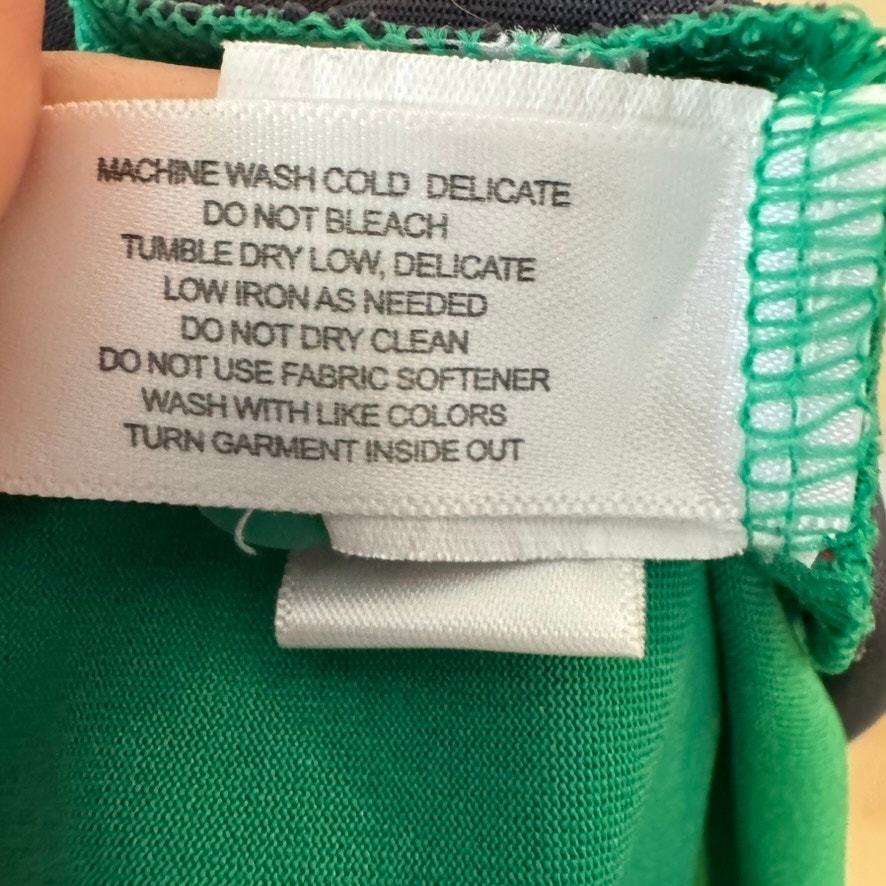 MACHINE WASH COLD DELICATE
DO NOT BLEACH
TUMBLE DRY LOW, DELICATE
LOW IRON AS NEEDED
DO NOT DRY CLEAN
DO NOT USE FABRIC SOFTENER
WASH WITH LIKE COLORS
TURN GARMENT INSIDE OUT